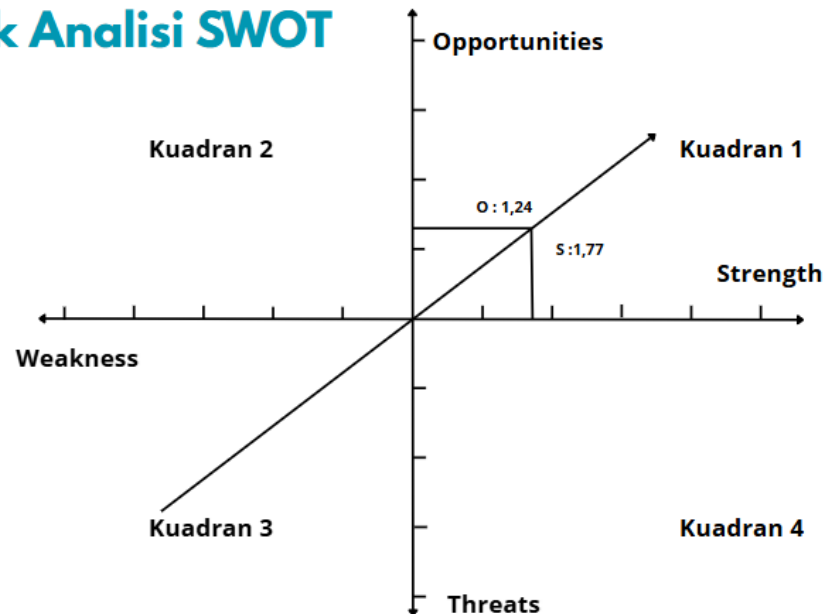 k Analisi SWOT
Opportunities
Kuadran 2
Kuadran 1
O : 1,24
S :1,77
Strength
Weakness
Kuadran 3
Kuadran 4
Threats